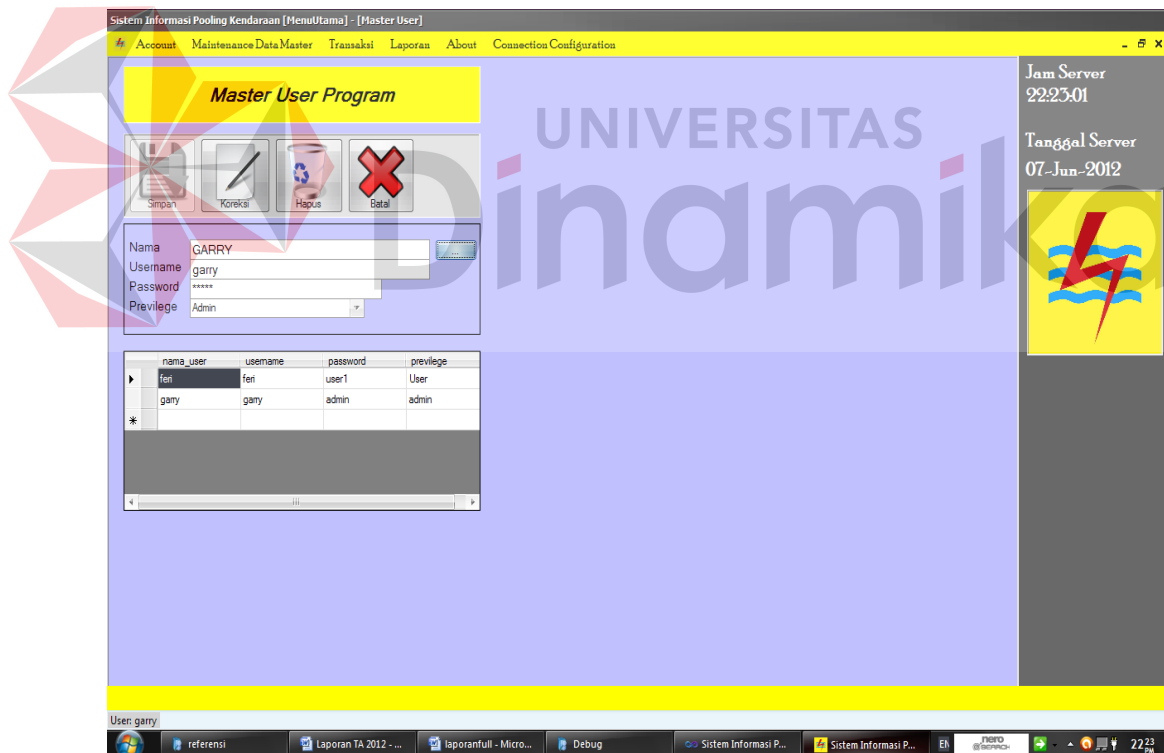 Sistem Informasi Pooling Kendaraan [MenuUtama] - [Master User]
Account Maintenance Data Master Transaksi Laporan About Connection Configuration
Master User Program
Simpan Koreksi Hapus Batal
Nama GARRY ...
Username garry
Password *****
Previlege Admin
nama_user username password previlege
feri feri user1 User
garry garry admin admin
Jam Server
22:23:01
Tanggal Server
07-Jun-2012
UNIVERSITAS
Dinamika
User: garry
referensi Laporan TA 2012 - ... laporanfull - Micro... Debug Sistem Informasi P... Sistem Informasi P... EN nero SEARCH 22:23 PM